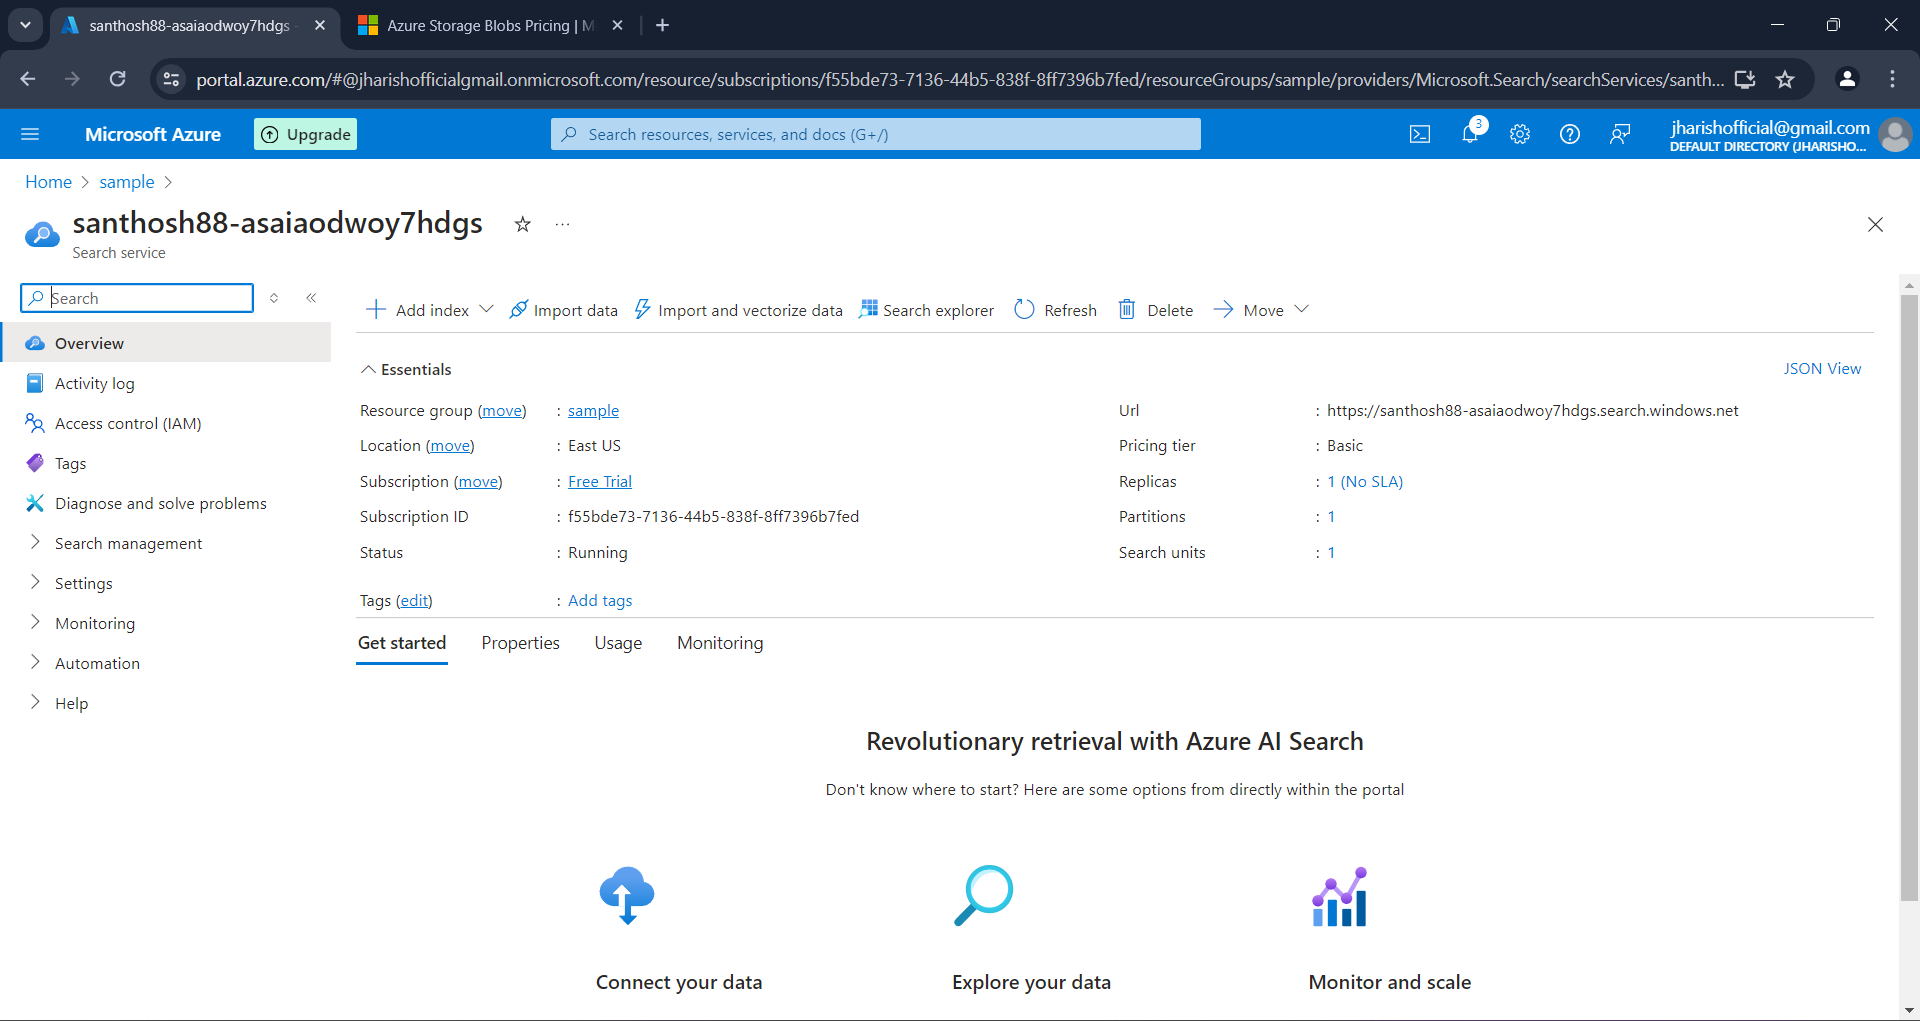 santhosh88-asaiaodwoy7hdgs
Azure Storage Blobs Pricing | M
portal.azure.com/#@jharishofficialgmail.onmicrosoft.com/resource/subscriptions/f55bde73-7136-44b5-838f-8ff7396b7fed/resourceGroups/sample/providers/Microsoft.Search/searchServices/santh...
Microsoft Azure
Upgrade
Search resources, services, and docs (G+/)
3
jharishofficial@gmail.com
DEFAULT DIRECTORY (JHARISHO...
Home > sample >
santhosh88-asaiaodwoy7hdgs
Search service
Search
Overview
Activity log
Access control (IAM)
Tags
Diagnose and solve problems
Search management
Settings
Monitoring
Automation
Help
Add index
Import data
Import and vectorize data
Search explorer
Refresh
Delete
Move
Essentials
JSON View
Resource group (move) : sample
Location (move) : East US
Subscription (move) : Free Trial
Subscription ID : f55bde73-7136-44b5-838f-8ff7396b7fed
Status : Running
Tags (edit) : Add tags
Url : https://santhosh88-asaiaodwoy7hdgs.search.windows.net
Pricing tier : Basic
Replicas : 1 (No SLA)
Partitions : 1
Search units : 1
Get started
Properties
Usage
Monitoring
Revolutionary retrieval with Azure AI Search
Don't know where to start? Here are some options from directly within the portal
Connect your data
Explore your data
Monitor and scale